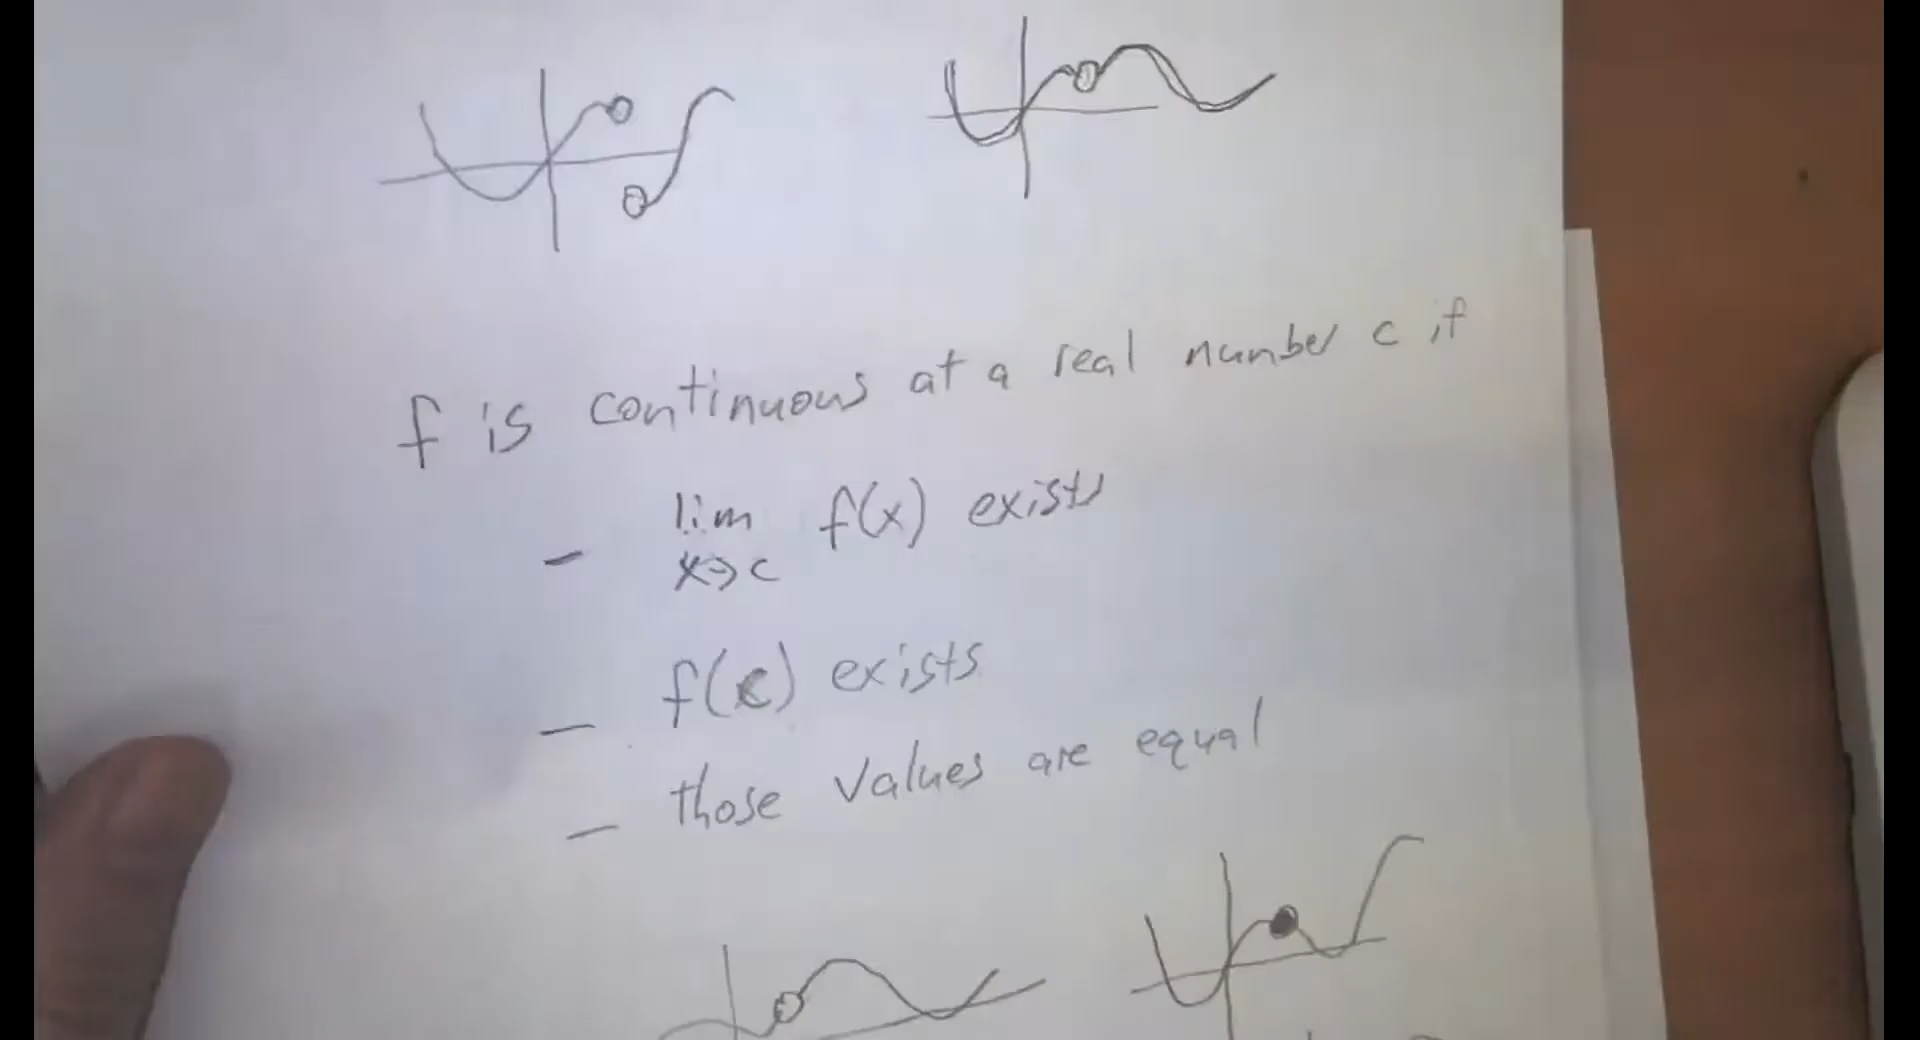 f is continuous at a real number c if
- lim f(x) exists
x→c
- f(c) exists
- those values are equal